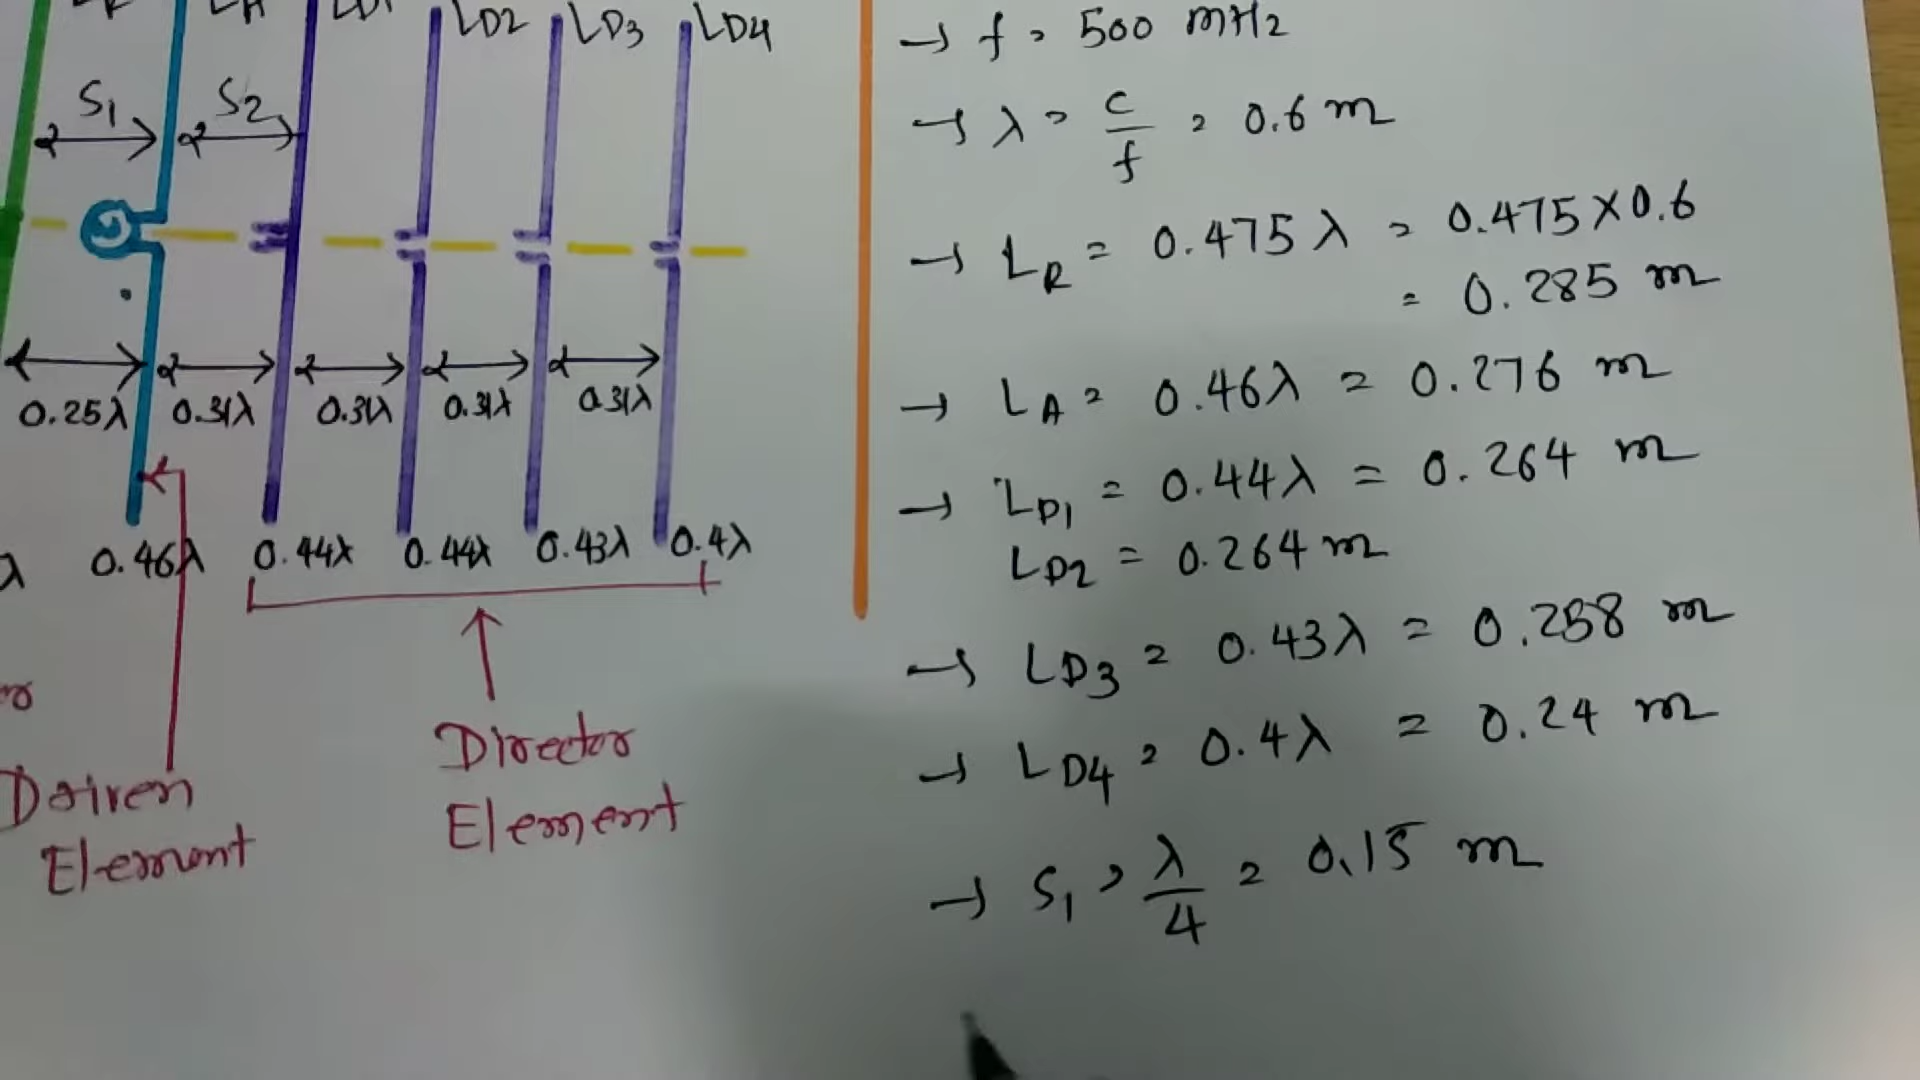 LD2 LD3 LD4
S1 S2
0.25λ 0.31λ 0.31λ 0.31λ 0.31λ
λ 0.46λ 0.44λ 0.44λ 0.43λ 0.4λ
Driven
Element
Director
Element
→ f = 500 MHz
→ λ = c/f = 0.6 m
→ LR = 0.475λ = 0.475×0.6
= 0.285 m
→ LA = 0.46λ = 0.276 m
→ LD1 = 0.44λ = 0.264 m
LD2 = 0.264 m
→ LD3 = 0.43λ = 0.258 m
→ LD4 = 0.4λ = 0.24 m
→ S1 = λ/4 = 0.15 m